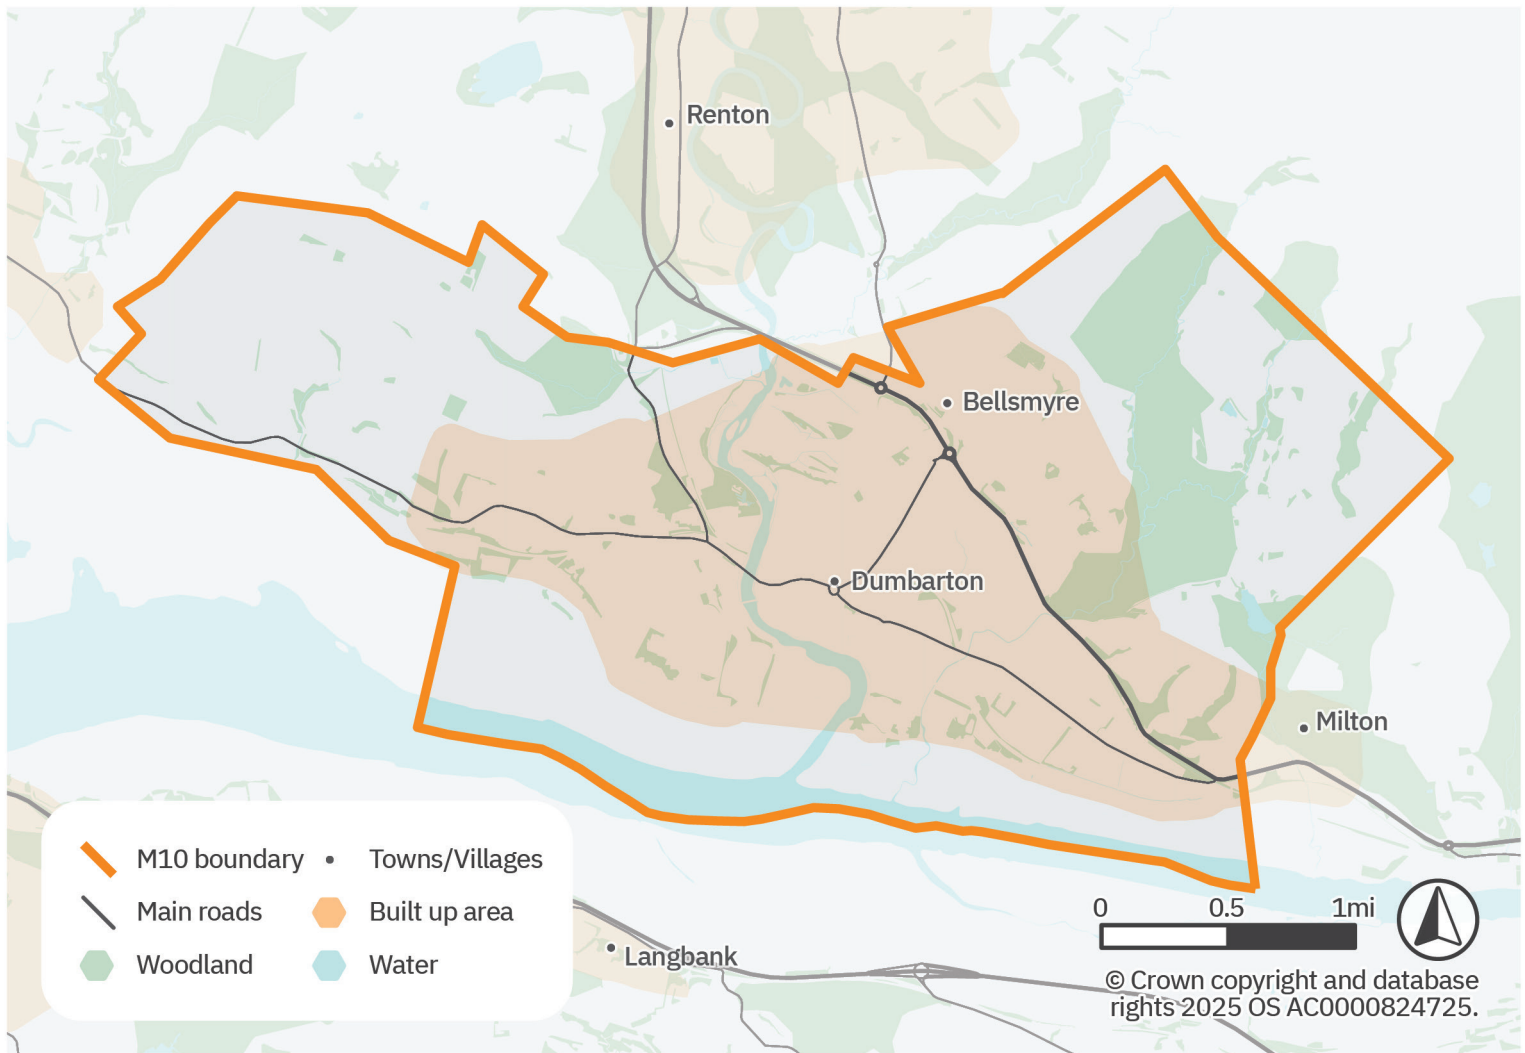 Renton
Bellsmyre
Dumbarton
Milton
Langbank
M10 boundary
Towns/Villages
Main roads
Built up area
Woodland
Water
0 0.5 1mi
© Crown copyright and database
rights 2025 OS AC0000824725.